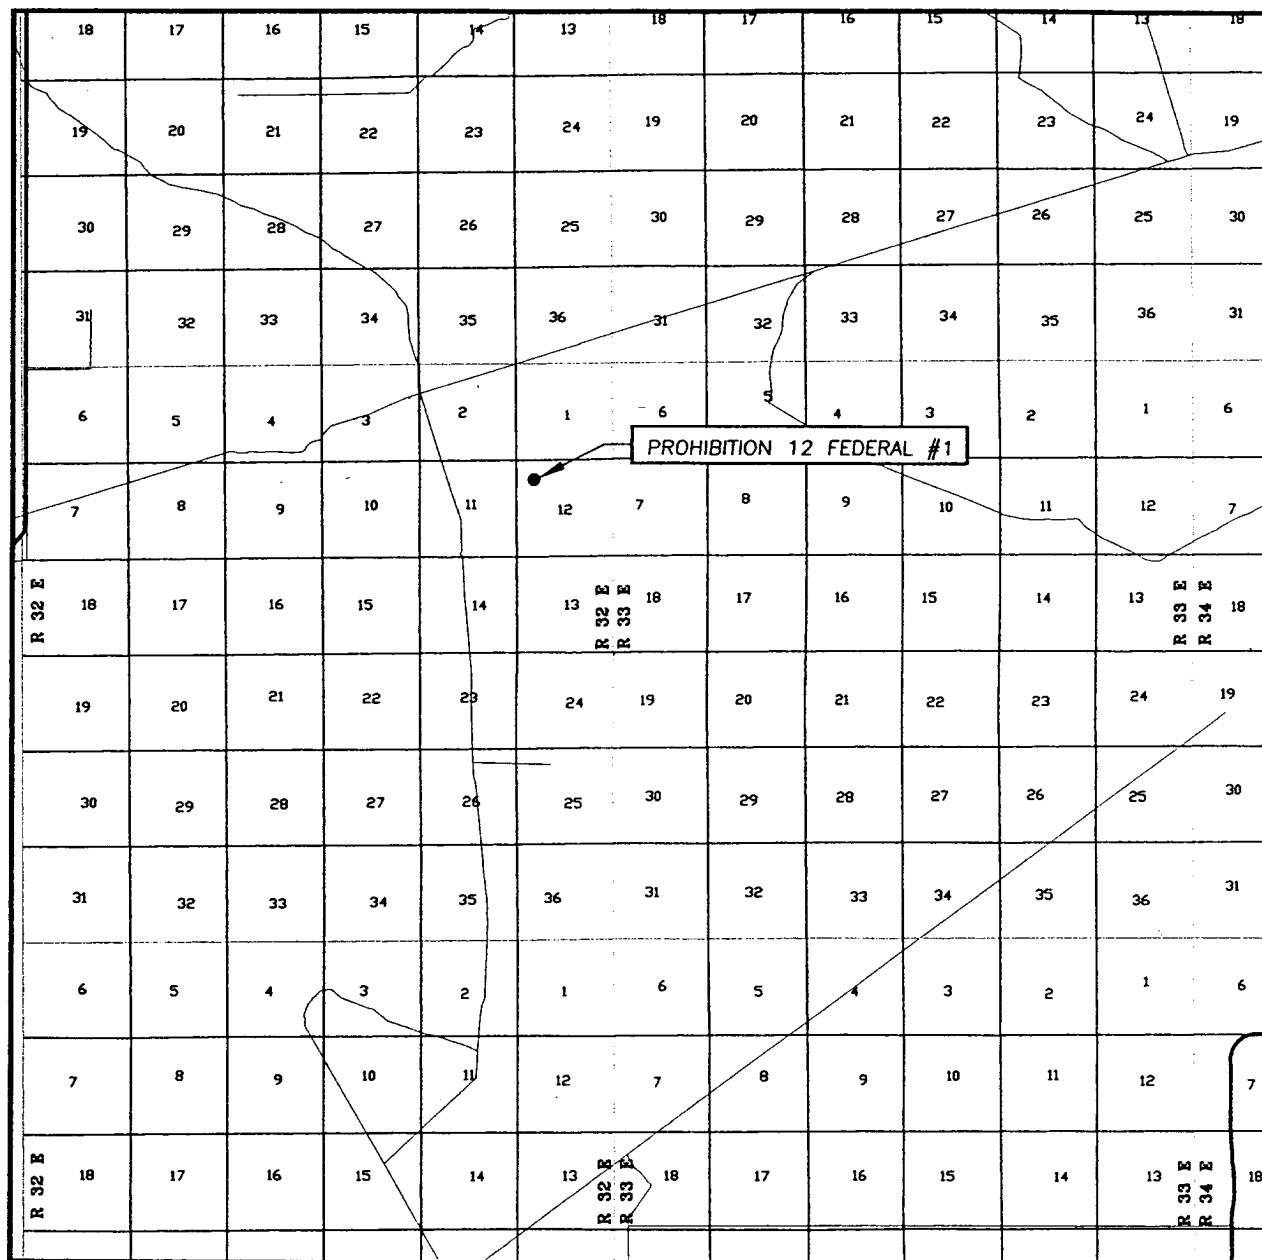 18 17 16 15 14 13 18 17 16 15 14 13 18
19 20 21 22 23 24 19 20 21 22 23 24 19
30 29 28 27 26 25 30 29 28 27 26 25 30
31 32 33 34 35 36 31 32 33 34 35 36 31
6 5 4 3 2 1 6 5 4 3 2 1 6
PROHIBITION 12 FEDERAL #1
7 8 9 10 11 12 7 8 9 10 11 12 7
R 32 E
18 17 16 15 14 13
R 32 E
R 33 E
18 17 16 15 14 13
R 33 E
R 34 E
18
19 20 21 22 23 24 19 20 21 22 23 24 19
30 29 28 27 26 25 30 29 28 27 26 25 30
31 32 33 34 35 36 31 32 33 34 35 36 31
6 5 4 3 2 1 6 5 4 3 2 1 6
7 8 9 10 11 12 7 8 9 10 11 12 7
R 32 E
18 17 16 15 14 13
R 32 E
R 33 E
18 17 16 15 14 13
R 33 E
R 34 E
18